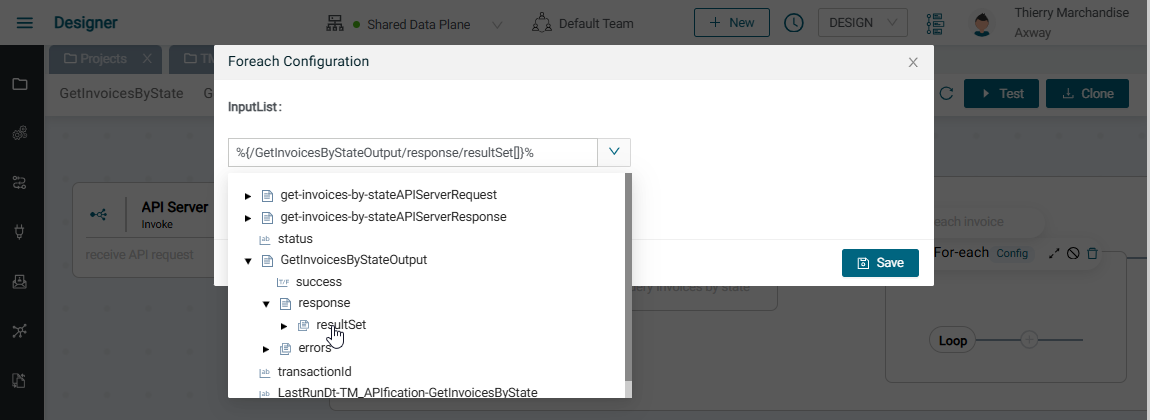 Designer
Shared Data Plane
Default Team
+ New
DESIGN
Thierry Marchandise
Axway
Projects
TM
GetInvoicesByState
G
Test
Clone
Foreach Configuration
InputList :
%{/GetInvoicesByStateOutput/response/resultSet[]}%
get-invoices-by-stateAPIServerRequest
get-invoices-by-stateAPIServerResponse
status
GetInvoicesByStateOutput
success
response
resultSet
errors
transactionId
LastRunDt-TM_APIfication-GetInvoicesByState
Save
API Server
Invoke
receive API request
each invoice
For-each
Config
ery invoices by state
Loop